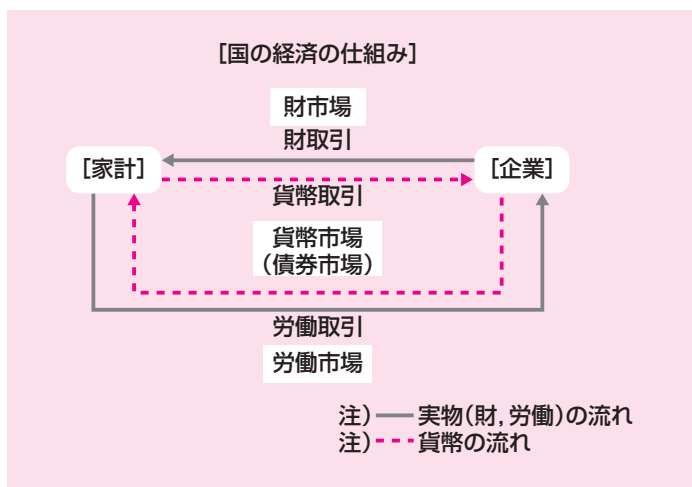 [国の経済の仕組み]
財市場
財取引
[家計]
[企業]
貨幣取引
貨幣市場
（債券市場）
労働取引
労働市場
注）── 実物(財, 労働)の流れ
注）--- 貨幣の流れ